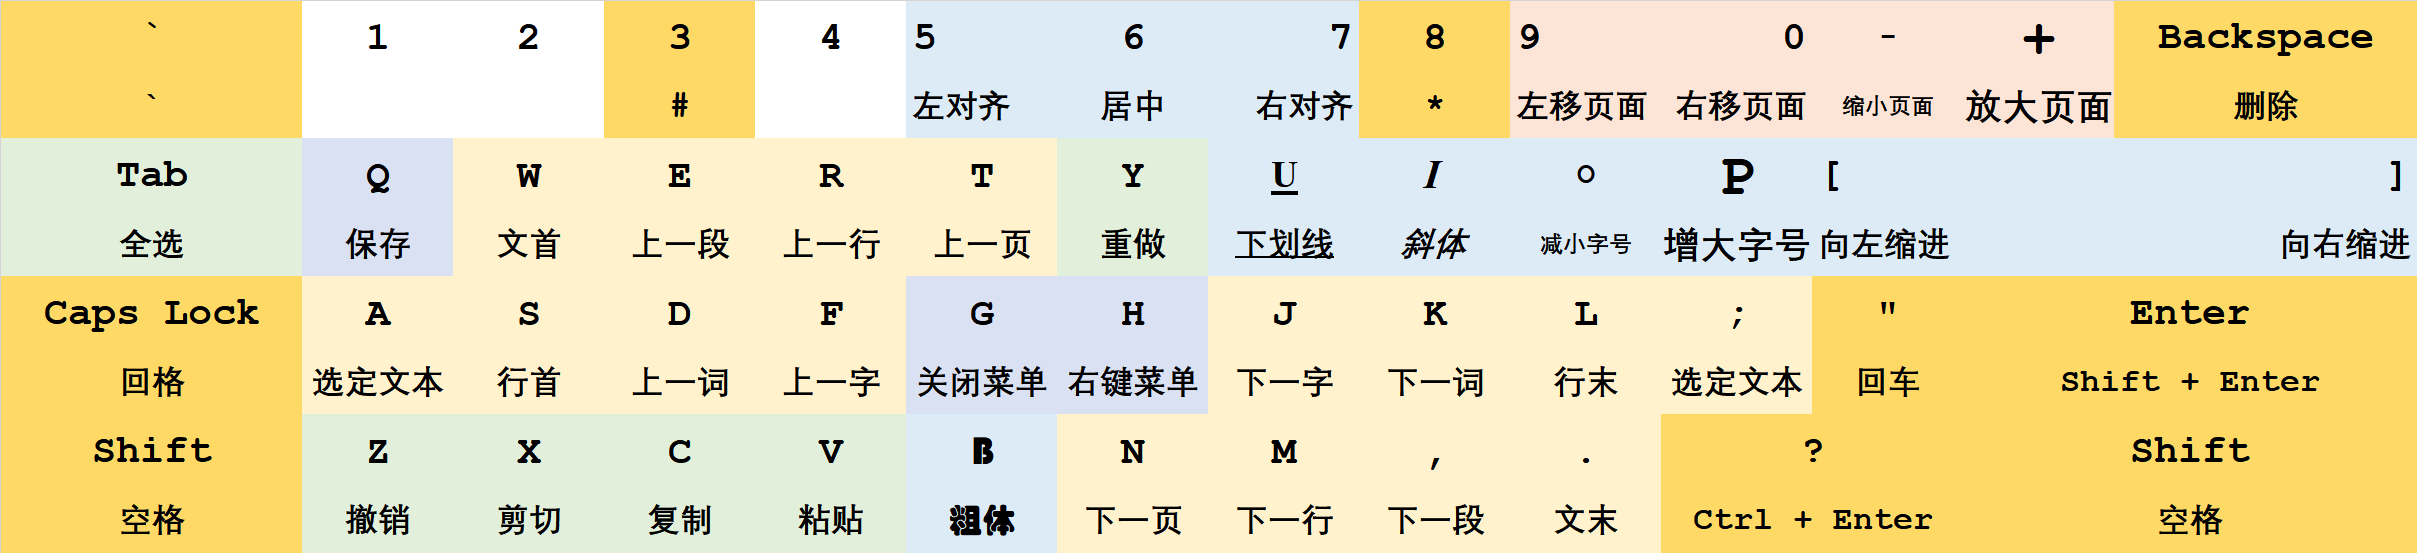 ` 1 2 3 4 5 6 7 8 9 0 - + Backspace
` # 左对齐 居中 右对齐 * 左移页面 右移页面 缩小页面 放大页面 删除
Tab Q W E R T Y U I O P [ ]
全选 保存 文首 上一段 上一行 上一页 重做 下划线 斜体 减小字号 增大字号 向左缩进 向右缩进
Caps Lock A S D F G H J K L ; " Enter
回格 选定文本 行首 上一词 上一字 关闭菜单 右键菜单 下一字 下一词 行末 选定文本 回车 Shift + Enter
Shift Z X C V B N M , . ? Shift
空格 撤销 剪切 复制 粘贴 粗体 下一页 下一行 下一段 文末 Ctrl + Enter 空格